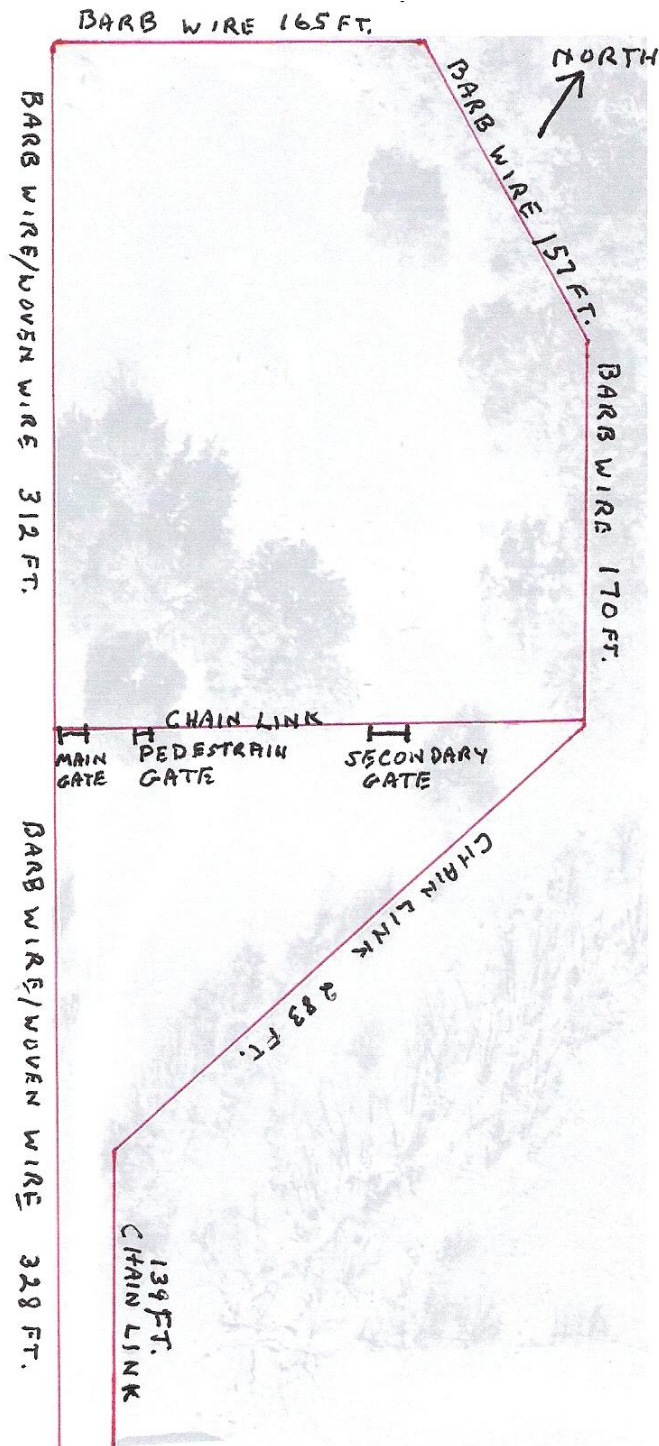 BARB WIRE 165 FT.
NORTH
BARB WIRE 157 FT.
BARB WIRE/WOVEN WIRE 312 FT.
BARB WIRE 170 FT.
CHAIN LINK
MAIN
GATE
PEDESTRAIN
GATE
SECONDARY
GATE
CHAIN LINK
283 FT.
BARB WIRE/WOVEN WIRE 328 FT.
139 FT.
CHAIN LINK